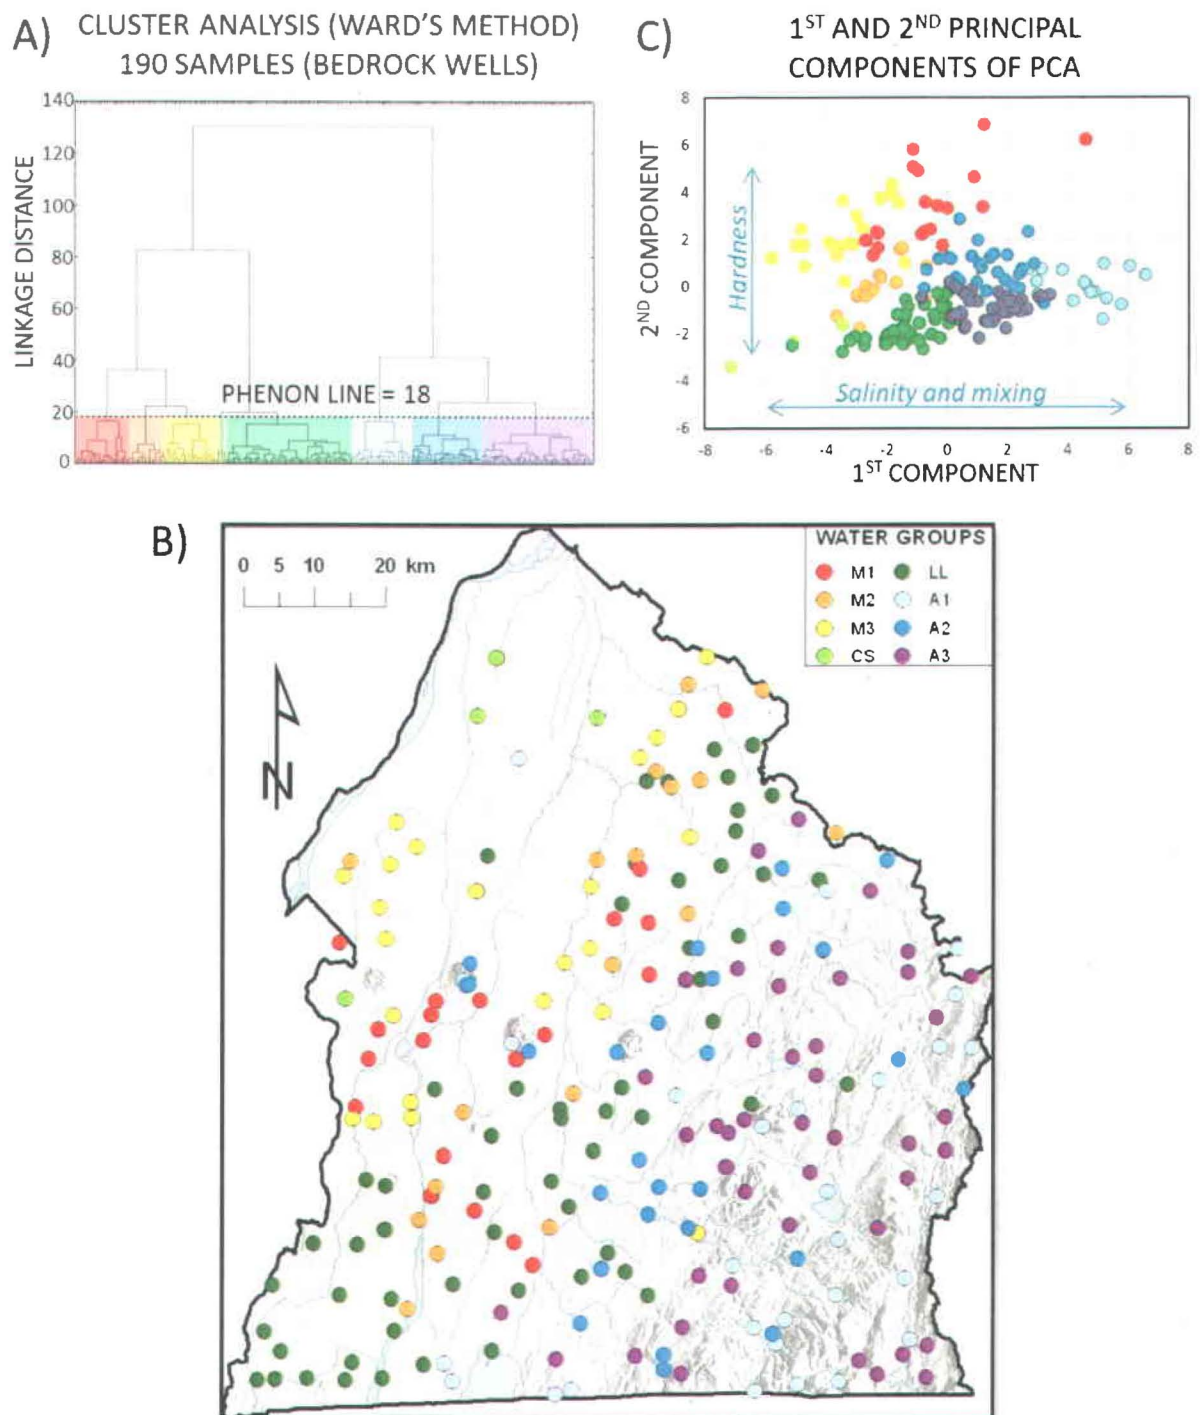 A) CLUSTER ANALYSIS (WARD'S METHOD)
190 SAMPLES (BEDROCK WELLS)
LINKAGE DISTANCE
140
120
100
80
60
40
20
0
PHENON LINE = 18
C) 1ST AND 2ND PRINCIPAL
COMPONENTS OF PCA
2ND COMPONENT
8
6
4
2
0
-2
-4
-6
Hardness
Salinity and mixing
-8 -6 -4 -2 0 2 4 6 8
1ST COMPONENT
B)
0 5 10 20 km
N
WATER GROUPS
M1 LL
M2 A1
M3 A2
CS A3